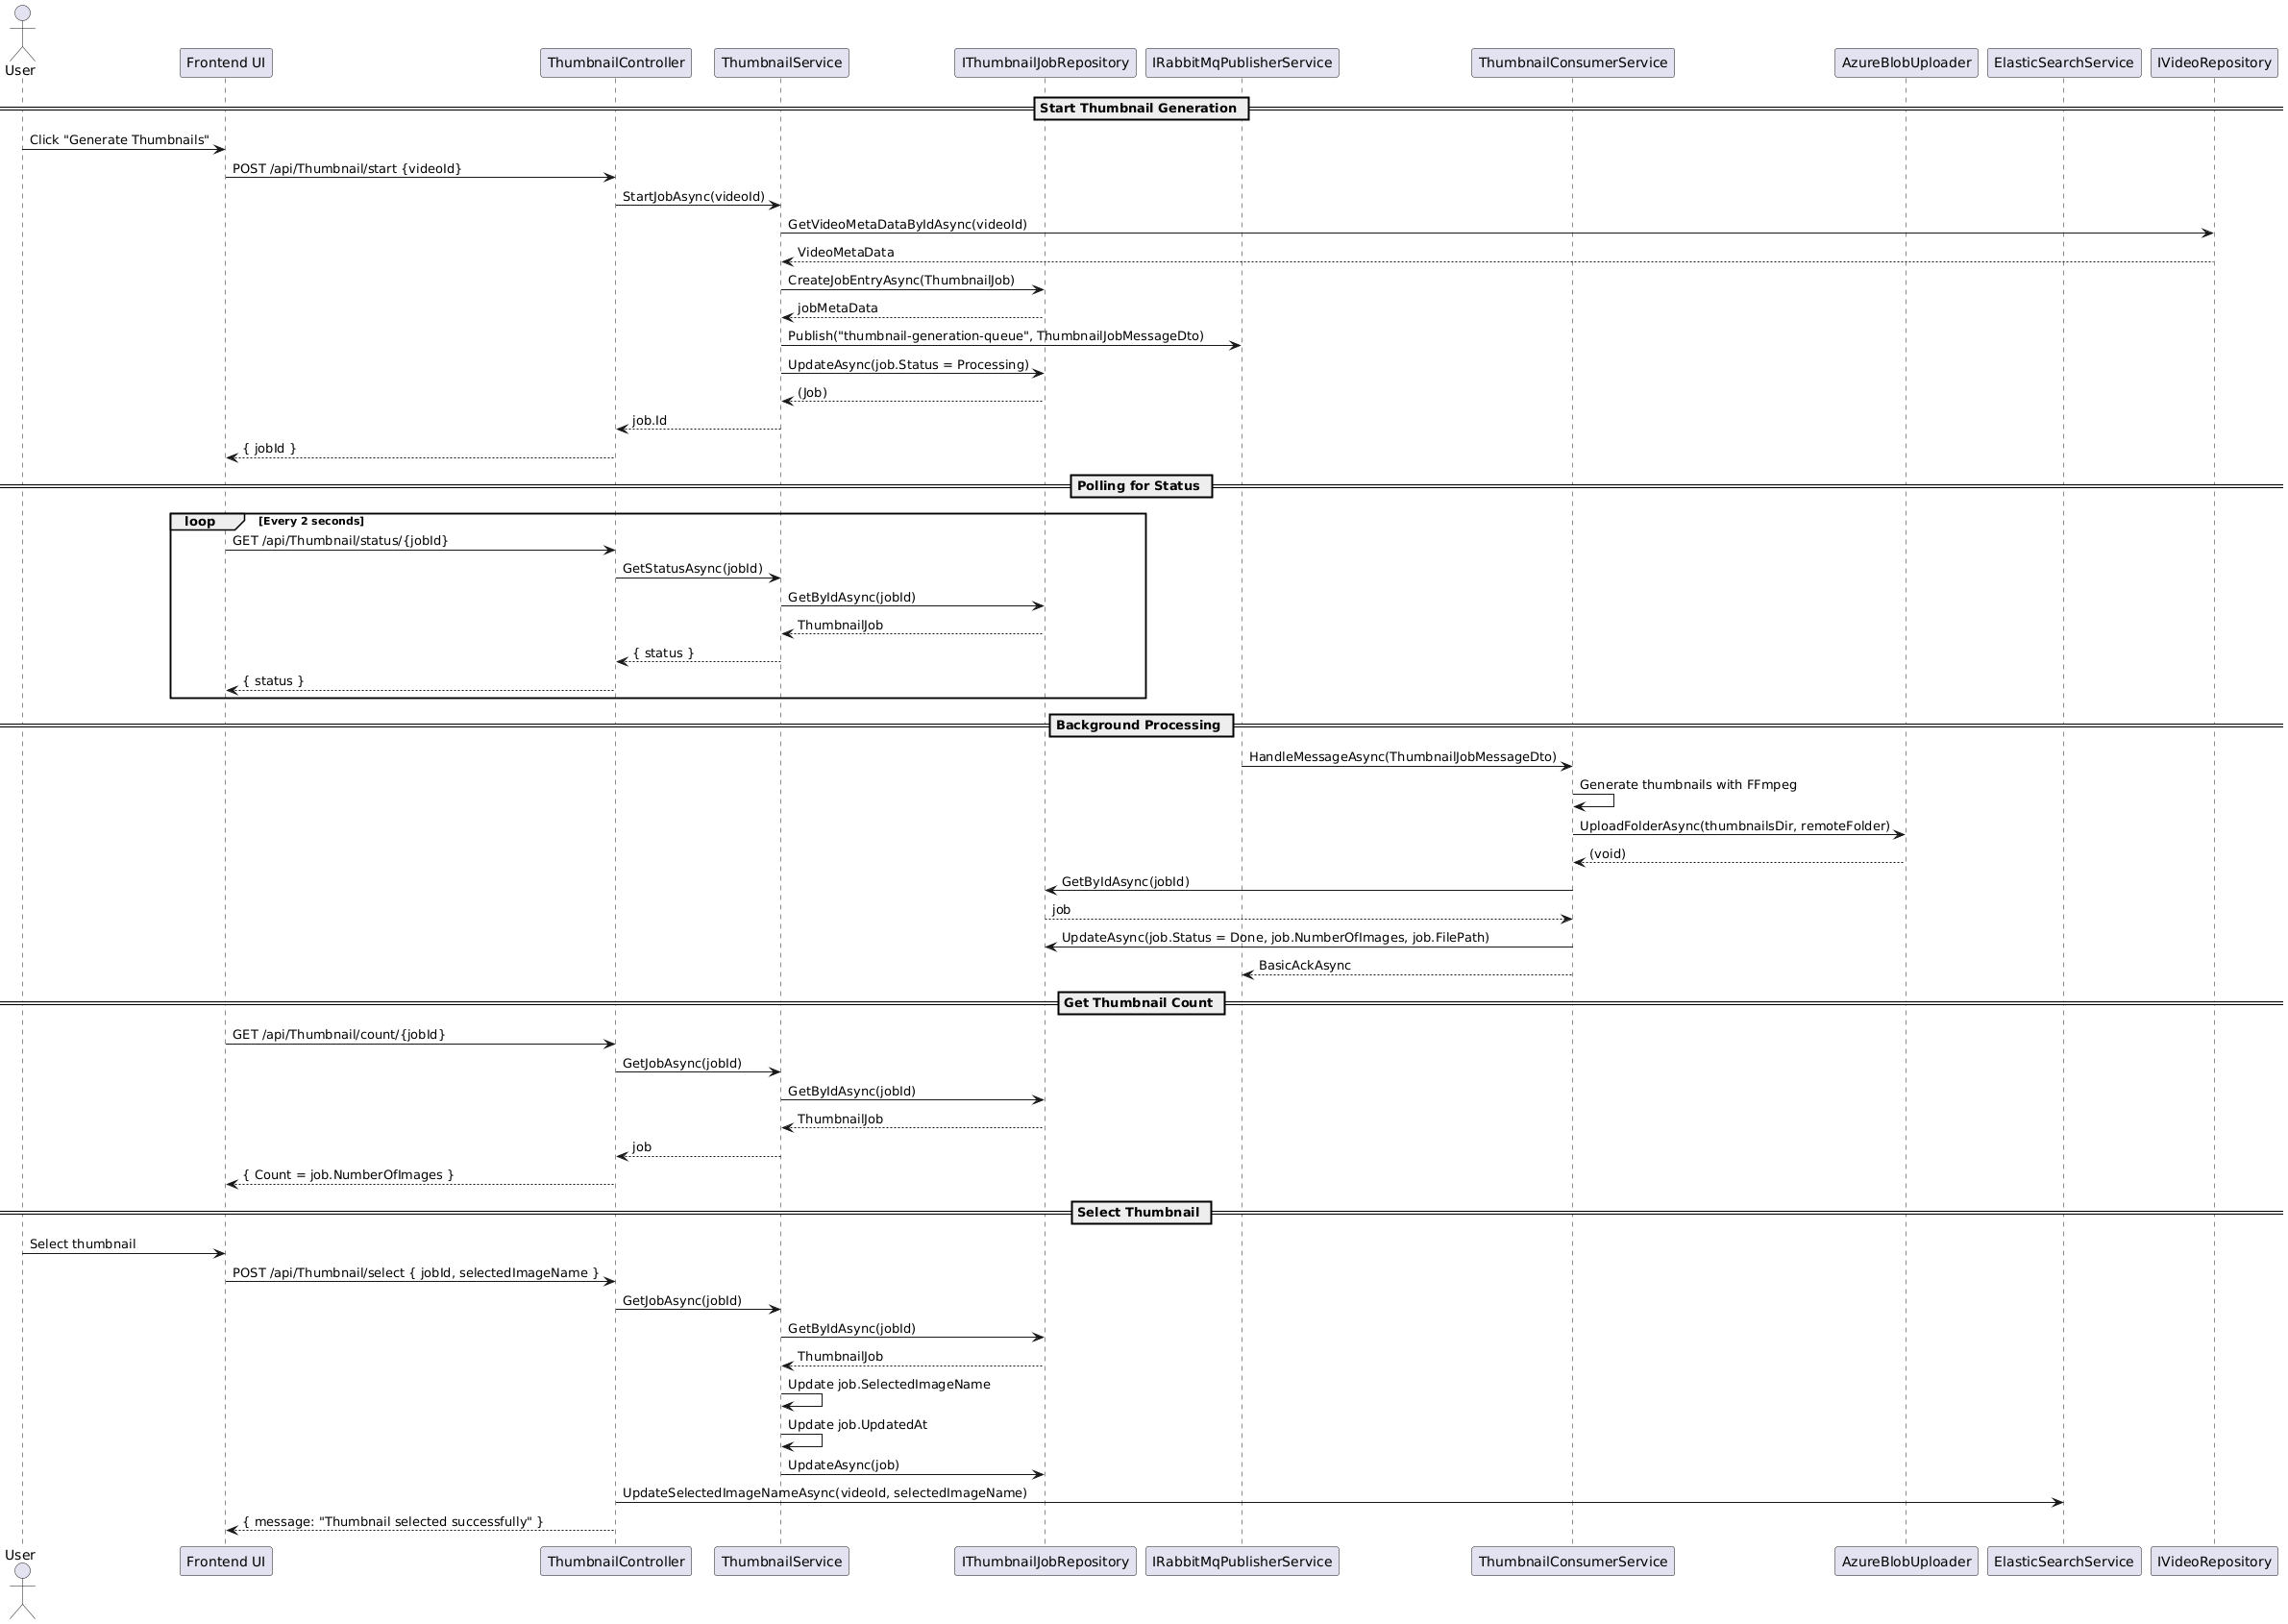 User
Frontend UI
ThumbnailController
ThumbnailService
IThumbnailJobRepository
IRabbitMqPublisherService
ThumbnailConsumerService
AzureBlobUploader
ElasticSearchService
IVideoRepository
Start Thumbnail Generation
Click "Generate Thumbnails"
POST /api/Thumbnail/start {videoId}
StartJobAsync(videoId)
GetVideoMetaDataByIdAsync(videoId)
VideoMetaData
CreateJobEntryAsync(ThumbnailJob)
jobMetaData
Publish("thumbnail-generation-queue", ThumbnailJobMessageDto)
UpdateAsync(job.Status = Processing)
(Job)
job.Id
{ jobId }
Polling for Status
loop [Every 2 seconds]
GET /api/Thumbnail/status/{jobId}
GetStatusAsync(jobId)
GetByIdAsync(jobId)
ThumbnailJob
{ status }
{ status }
Background Processing
HandleMessageAsync(ThumbnailJobMessageDto)
Generate thumbnails with FFmpeg
UploadFolderAsync(thumbnailsDir, remoteFolder)
(void)
GetByIdAsync(jobId)
job
UpdateAsync(job.Status = Done, job.NumberOfImages, job.FilePath)
BasicAckAsync
Get Thumbnail Count
GET /api/Thumbnail/count/{jobId}
GetJobAsync(jobId)
GetByIdAsync(jobId)
ThumbnailJob
job
{ Count = job.NumberOfImages }
Select Thumbnail
Select thumbnail
POST /api/Thumbnail/select { jobId, selectedImageName }
GetJobAsync(jobId)
GetByIdAsync(jobId)
ThumbnailJob
Update job.SelectedImageName
Update job.UpdatedAt
UpdateAsync(job)
UpdateSelectedImageNameAsync(videoId, selectedImageName)
{ message: "Thumbnail selected successfully" }
User
Frontend UI
ThumbnailController
ThumbnailService
IThumbnailJobRepository
IRabbitMqPublisherService
ThumbnailConsumerService
AzureBlobUploader
ElasticSearchService
IVideoRepository